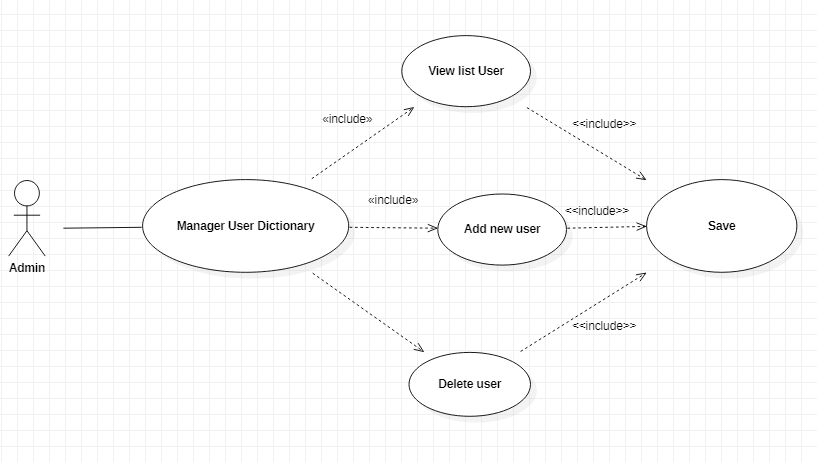 View list User
«include»
<<include>>
«include»
<<include>>
Manager User Dictionary
Add new user
Save
Admin
<<include>>
Delete user